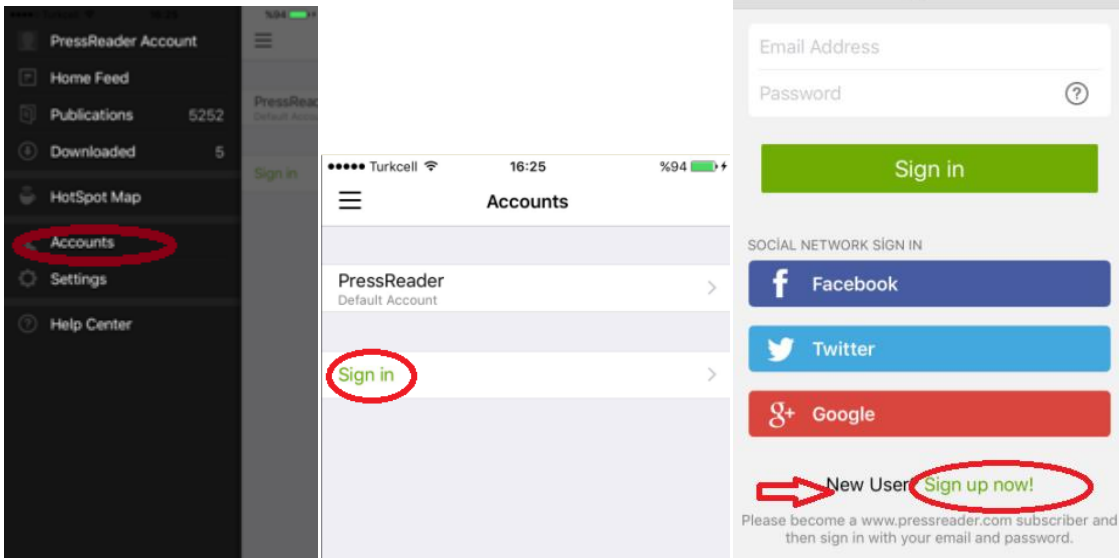 %94
PressReader Account
Home Feed
Publications 5252
Downloaded 5
HotSpot Map
Accounts
Settings
Help Center
Default
Sign in
Turkcell 16:25 %94
Accounts
PressReader
Default Account
Sign in
Email Address
Password ?
Sign in
SOCİAL NETWORK SİGN IN
f Facebook
Twitter
g+ Google
New User Sign up now!
Please become a www.pressreader.com subscriber and
then sign in with your email and password.